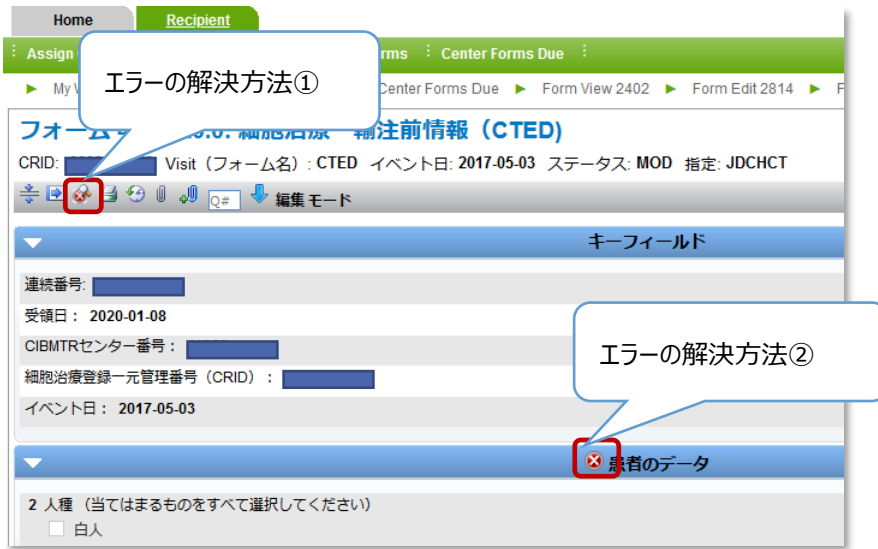 Home Recipient
Assign rms Center Forms Due
エラーの解決方法①
My Center Forms Due Form View 2402 Form Edit 2814 F
フォーム 細胞治療 輸注前情報（CTED）
CRID: Visit（フォーム名）: CTED イベント日: 2017-05-03 ステータス: MOD 指定: JDCHCT
Q# 編集モード
キーフィールド
連続番号:
受領日： 2020-01-08
CIBMTRセンター番号：
エラーの解決方法②
細胞治療登録一元管理番号（CRID）：
イベント日： 2017-05-03
患者のデータ
2 人種 （当てはまるものをすべて選択してください）
白人